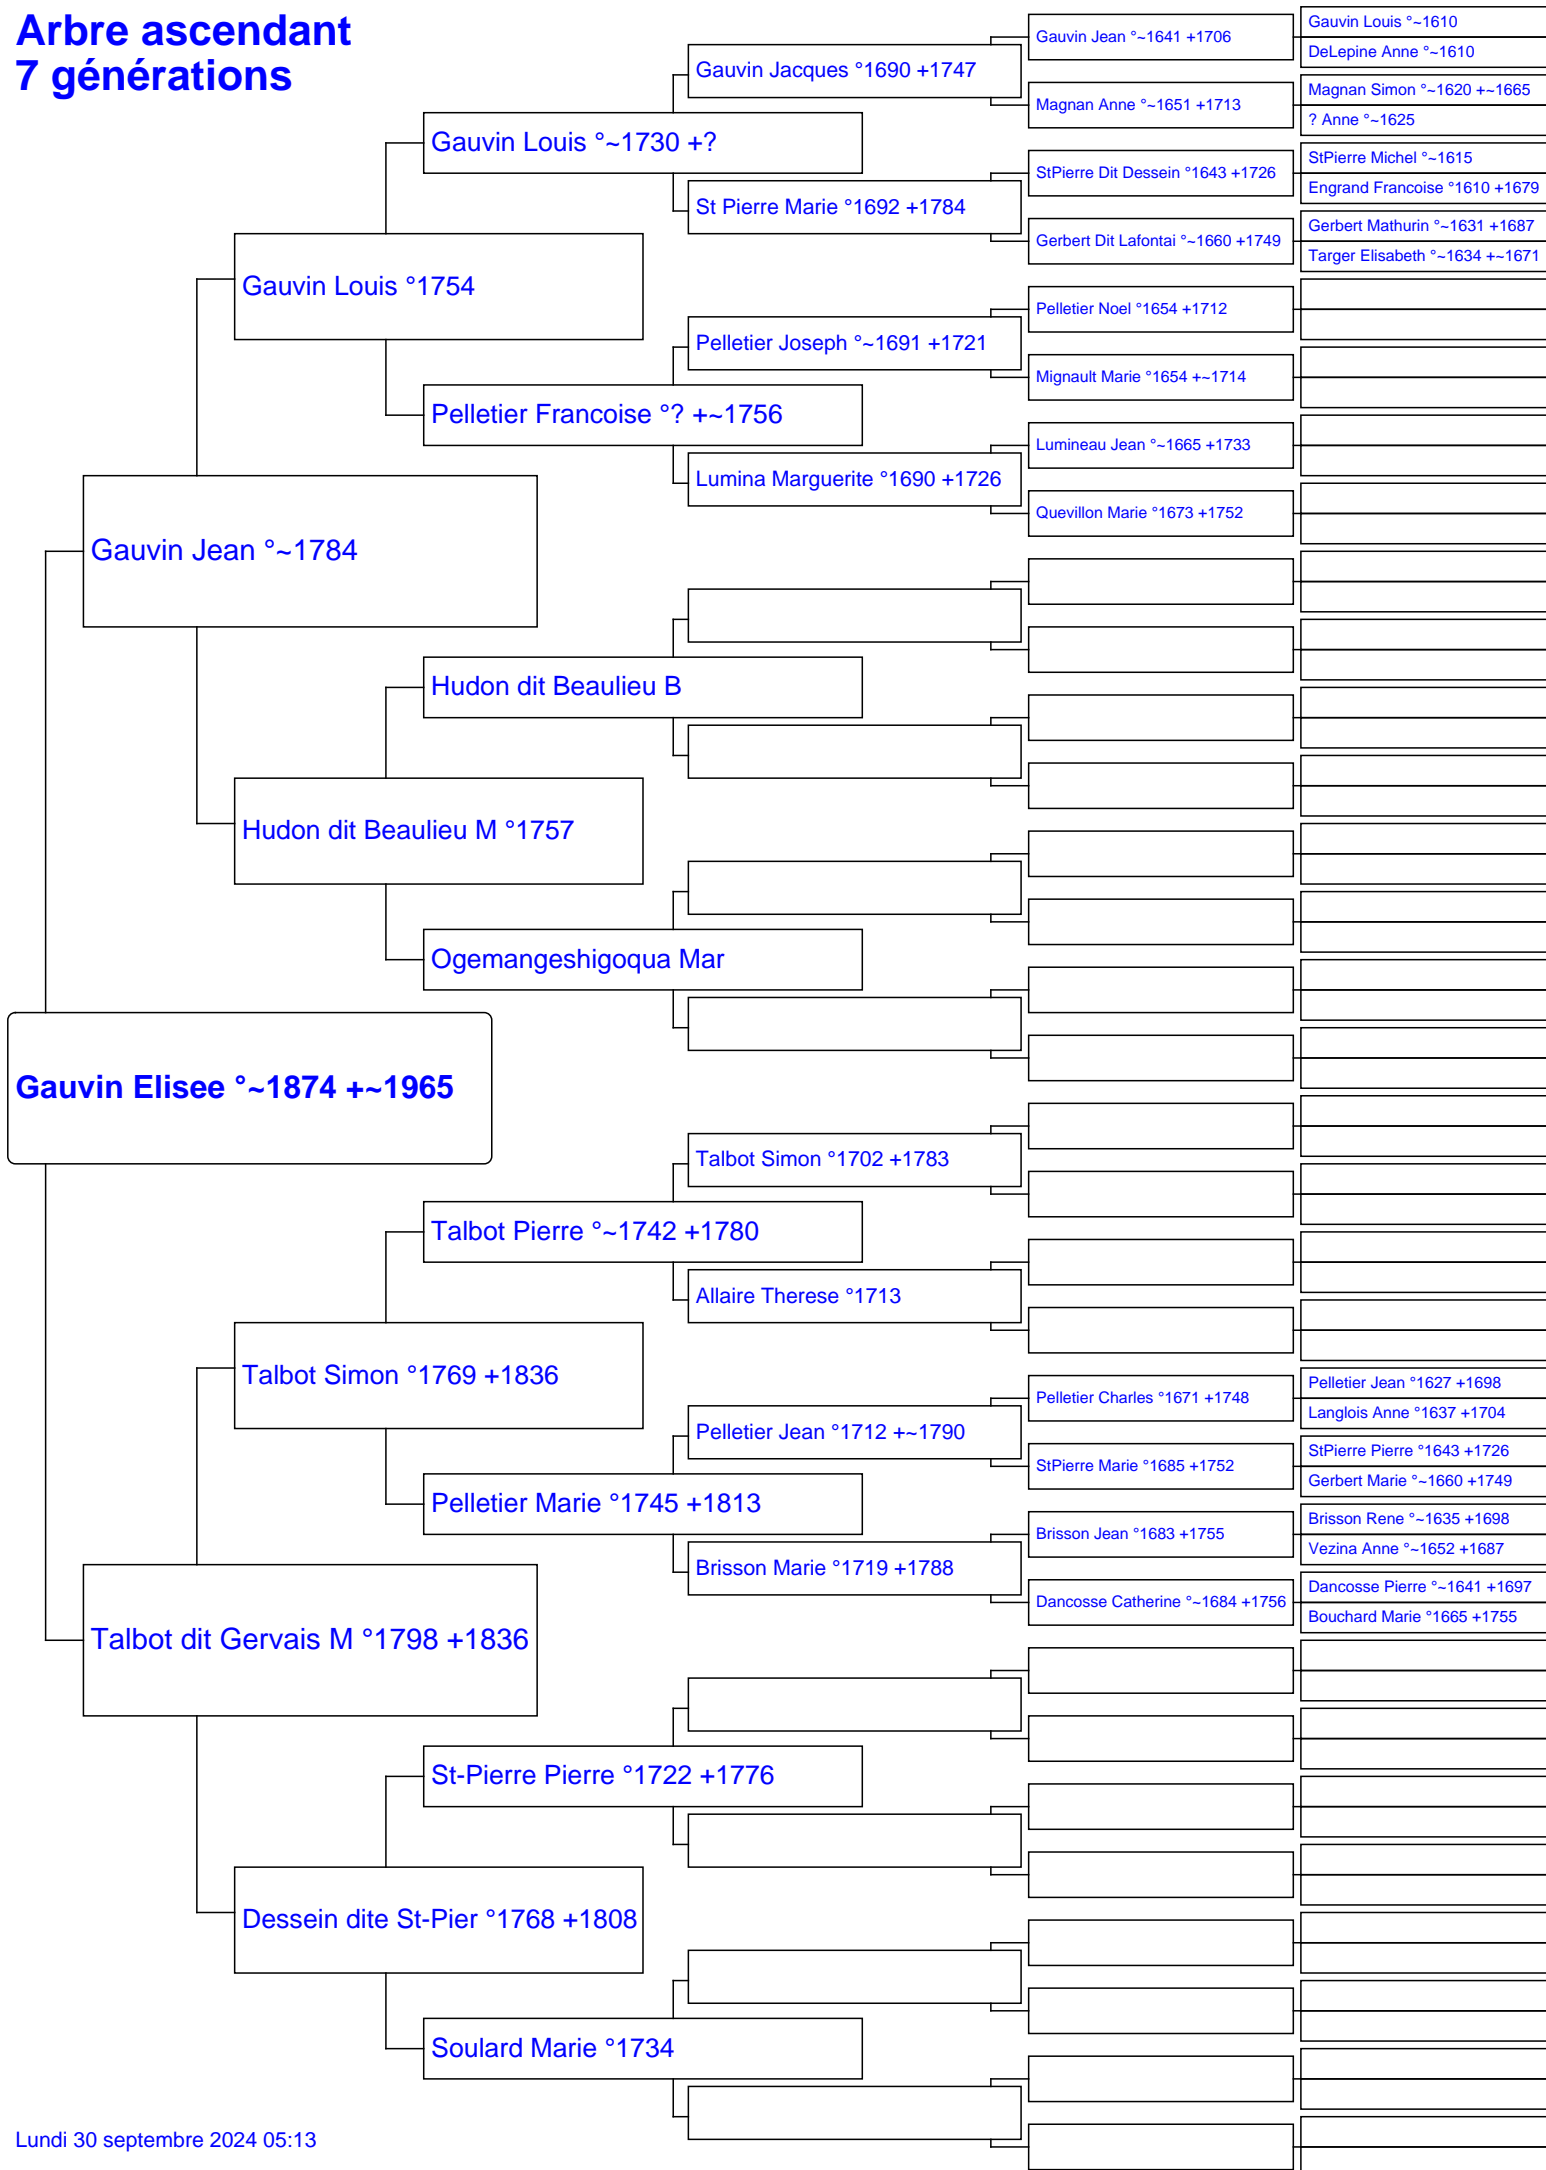 Arbre ascendant
7 générations
Gauvin Elisee °~1874 +~1965
Gauvin Jean °~1784
Talbot dit Gervais M °1798 +1836
Gauvin Louis °1754
Hudon dit Beaulieu M °1757
Talbot Simon °1769 +1836
Dessein dite St-Pier °1768 +1808
Gauvin Louis °~1730 +?
Pelletier Francoise °? +~1756
Hudon dit Beaulieu B
Ogemangeshigoqua Mar
Talbot Pierre °~1742 +1780
Pelletier Marie °1745 +1813
St-Pierre Pierre °1722 +1776
Soulard Marie °1734
Gauvin Jacques °1690 +1747
St Pierre Marie °1692 +1784
Pelletier Joseph °~1691 +1721
Lumina Marguerite °1690 +1726
Talbot Simon °1702 +1783
Allaire Therese °1713
Pelletier Jean °1712 +~1790
Brisson Marie °1719 +1788
Gauvin Jean °~1641 +1706
Magnan Anne °~1651 +1713
StPierre Dit Dessein °1643 +1726
Gerbert Dit Lafontai °~1660 +1749
Pelletier Noel °1654 +1712
Mignault Marie °1654 +~1714
Lumineau Jean °~1665 +1733
Quevillon Marie °1673 +1752
Pelletier Charles °1671 +1748
StPierre Marie °1685 +1752
Brisson Jean °1683 +1755
Dancosse Catherine °~1684 +1756
Gauvin Louis °~1610
DeLepine Anne °~1610
Magnan Simon °~1620 +~1665
? Anne °~1625
StPierre Michel °~1615
Engrand Francoise °1610 +1679
Gerbert Mathurin °~1631 +1687
Targer Elisabeth °~1634 +~1671
Pelletier Jean °1627 +1698
Langlois Anne °1637 +1704
StPierre Pierre °1643 +1726
Gerbert Marie °~1660 +1749
Brisson Rene °~1635 +1698
Vezina Anne °~1652 +1687
Dancosse Pierre °~1641 +1697
Bouchard Marie °1665 +1755
Lundi 30 septembre 2024 05:13